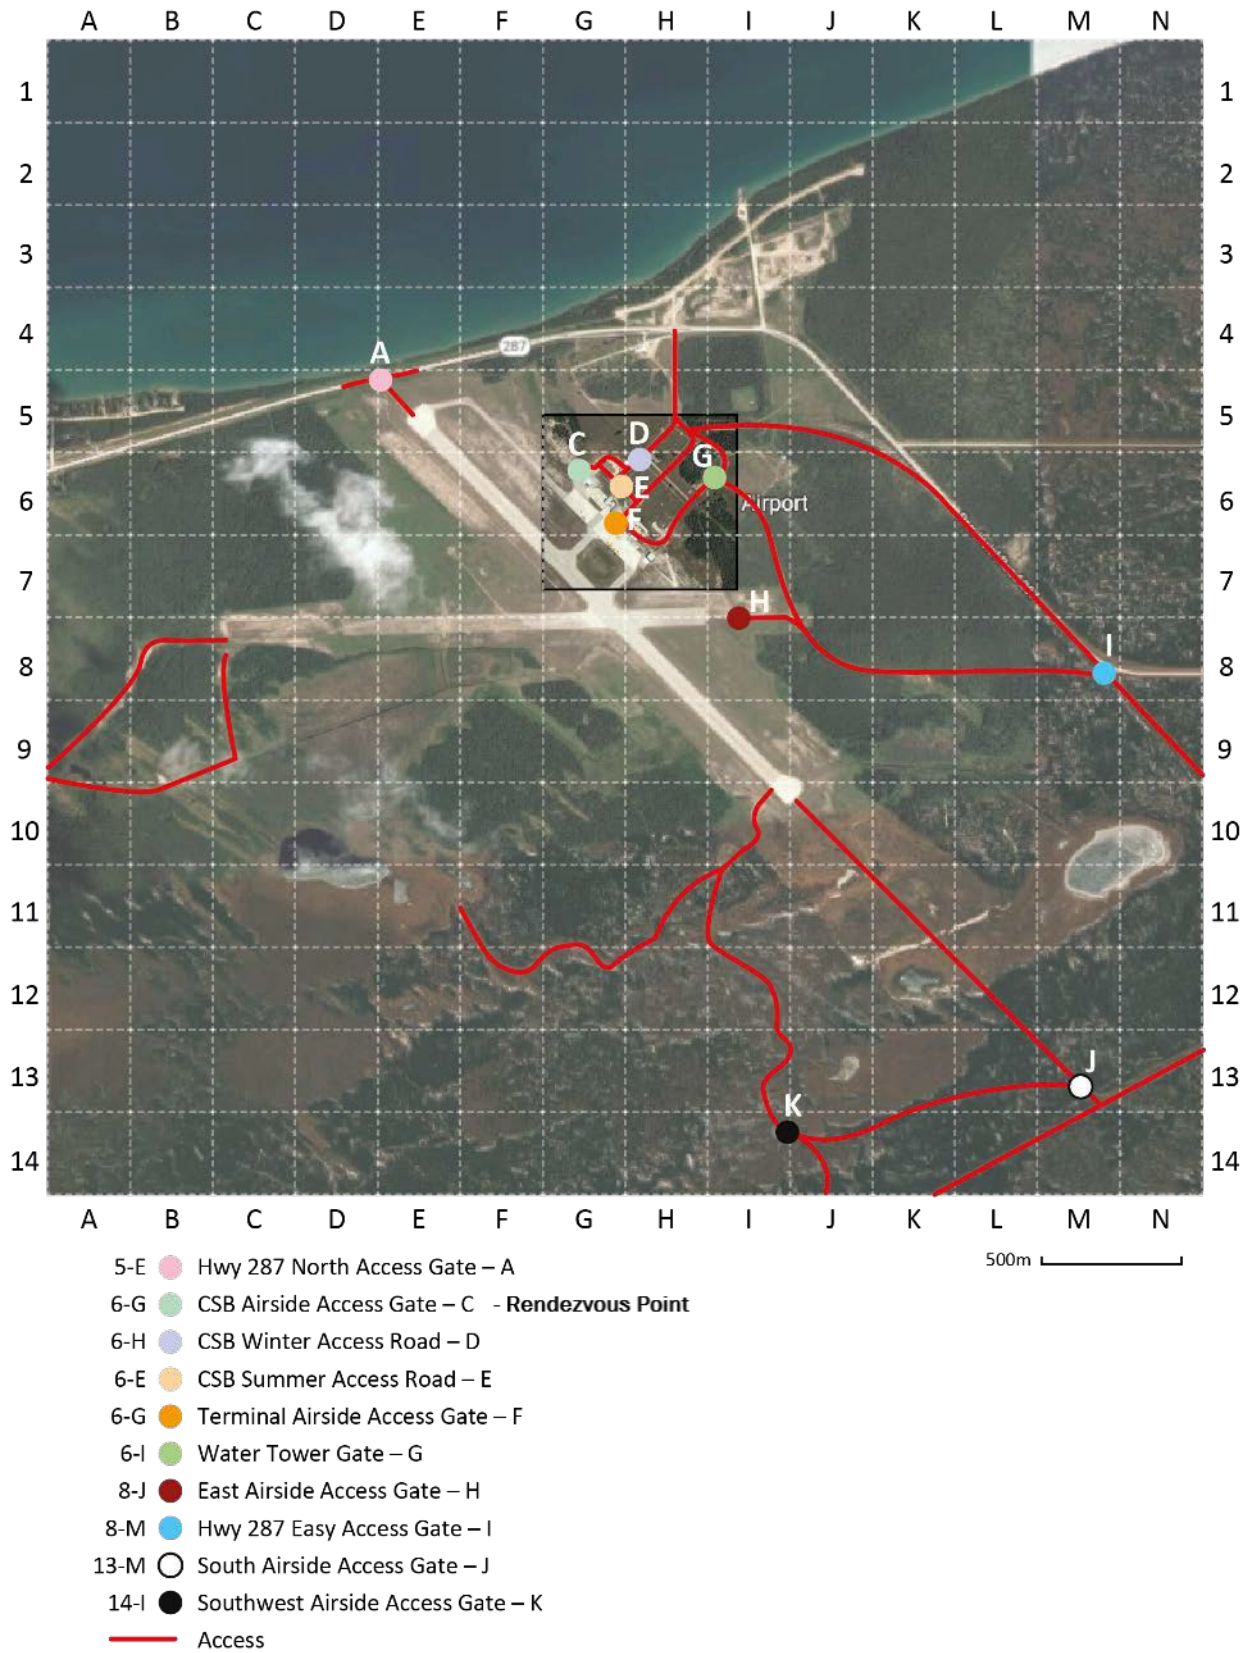 A B C D E F G H I J K L M N
1 1
2 2
3 3
4 4
287
A
5 5
C D G
6 E Airport 6
F
7 7
H
8 I 8
9 9
10 10
11 11
12 12
13 J 13
K
14 14
A B C D E F G H I J K L M N
500m
5-E Hwy 287 North Access Gate – A
6-G CSB Airside Access Gate – C - Rendezvous Point
6-H CSB Winter Access Road – D
6-E CSB Summer Access Road – E
6-G Terminal Airside Access Gate – F
6-I Water Tower Gate – G
8-J East Airside Access Gate – H
8-M Hwy 287 Easy Access Gate – I
13-M South Airside Access Gate – J
14-I Southwest Airside Access Gate – K
Access